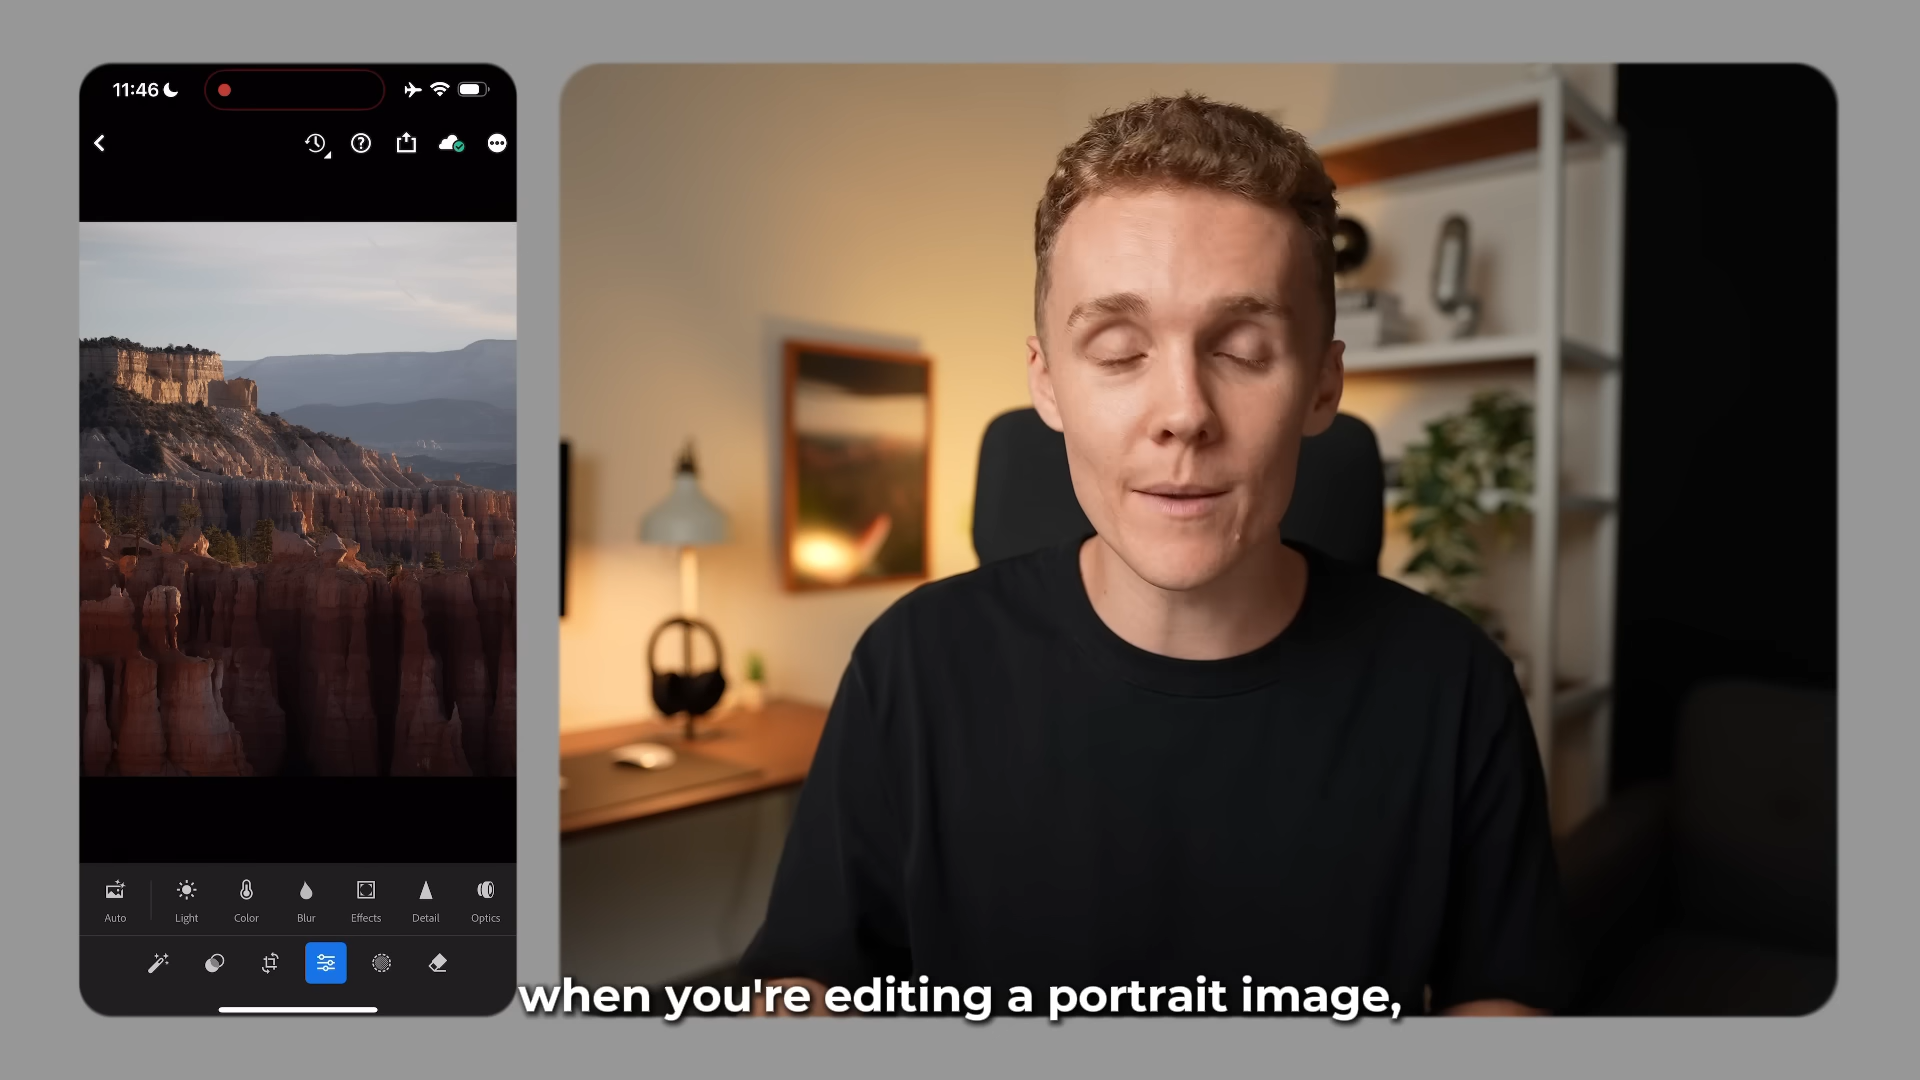 11:46
Auto
Light
Color
Blur
Effects
Detail
Optics
when you're editing a portrait image,